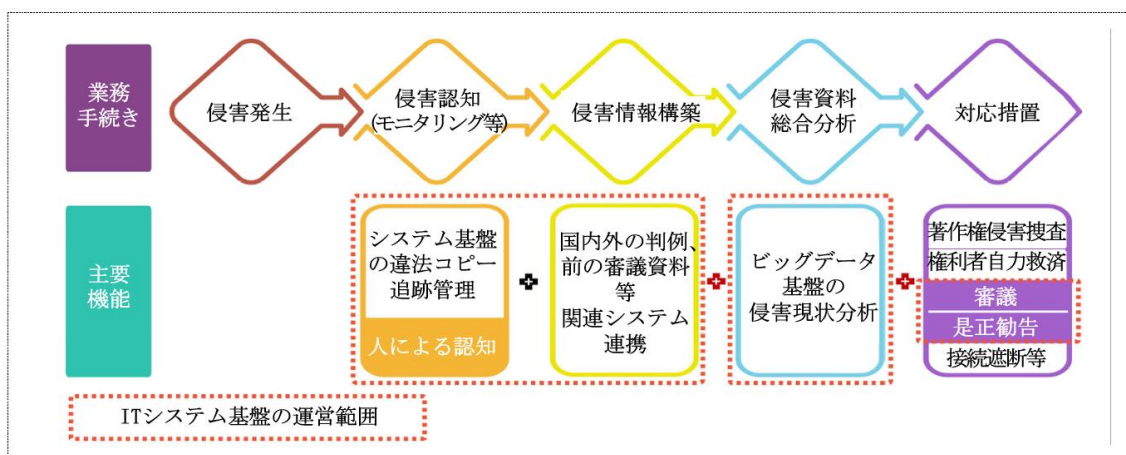 業務
手続き
侵害発生
侵害認知
(モニタリング等)
侵害情報構築
侵害資料
総合分析
対応措置
主要
機能
システム基盤
の違法コピー
追跡管理
人による認知
国内外の判例、
前の審議資料
等
関連システム
連携
ビッグデータ
基盤の
侵害現状分析
著作権侵害捜査
権利者自力救済
審議
是正勧告
接続遮断等
ITシステム基盤の運営範囲